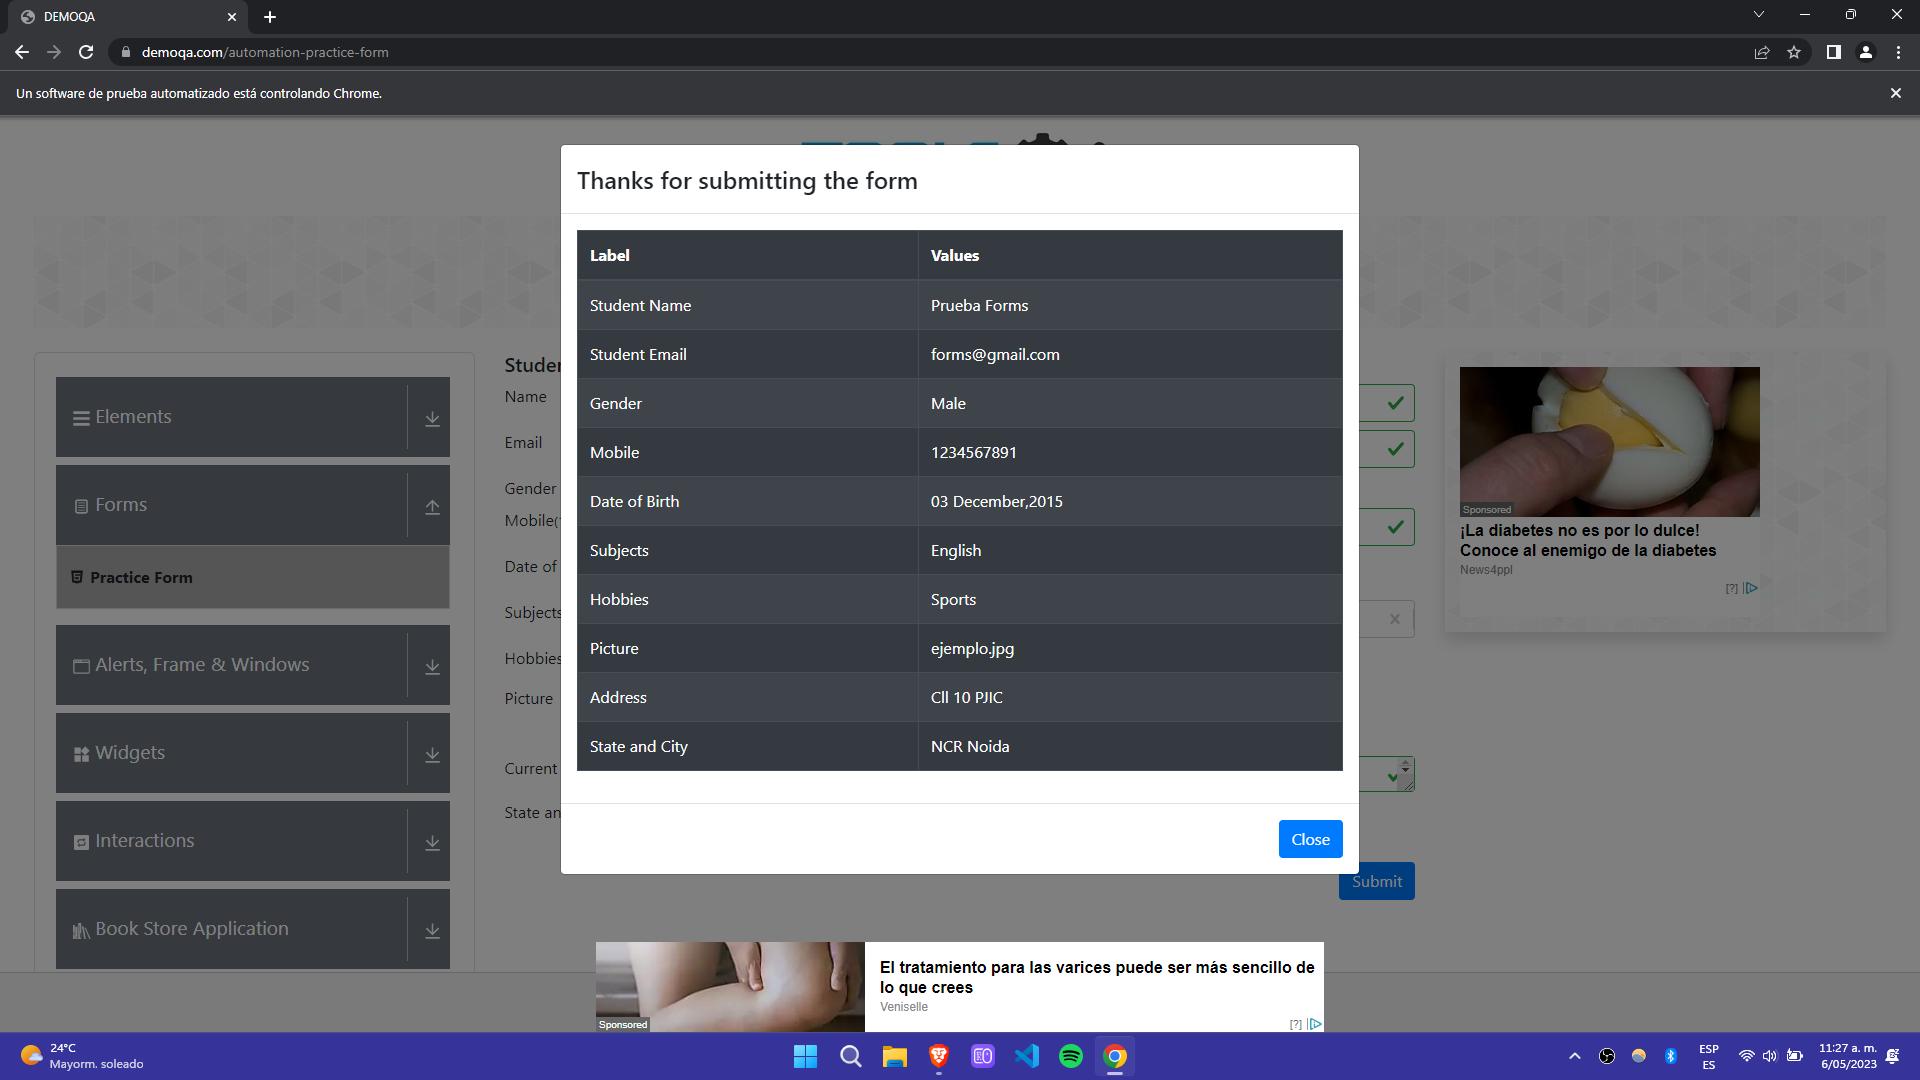 DEMOQA
demoqa.com/automation-practice-form
Un software de prueba automatizado está controlando Chrome.
Thanks for submitting the form
Label Values
Student Name Prueba Forms
Student Email forms@gmail.com
Gender Male
Mobile 1234567891
Date of Birth 03 December,2015
Subjects English
Hobbies Sports
Picture ejemplo.jpg
Address Cll 10 PJIC
State and City NCR Noida
Close
Elements
Forms
Practice Form
Alerts, Frame & Windows
Widgets
Interactions
Book Store Application
Name
Email
Gender
Date of
Subjects
Hobbies
Picture
Current
Submit
Sponsored
¡La diabetes no es por lo dulce!
Conoce al enemigo de la diabetes
News4ppl
[?]
El tratamiento para las varices puede ser más sencillo de
lo que crees
Veniselle
Sponsored
[?]
24°C
Mayorm. soleado
ESP
ES
11:27 a. m.
6/05/2023